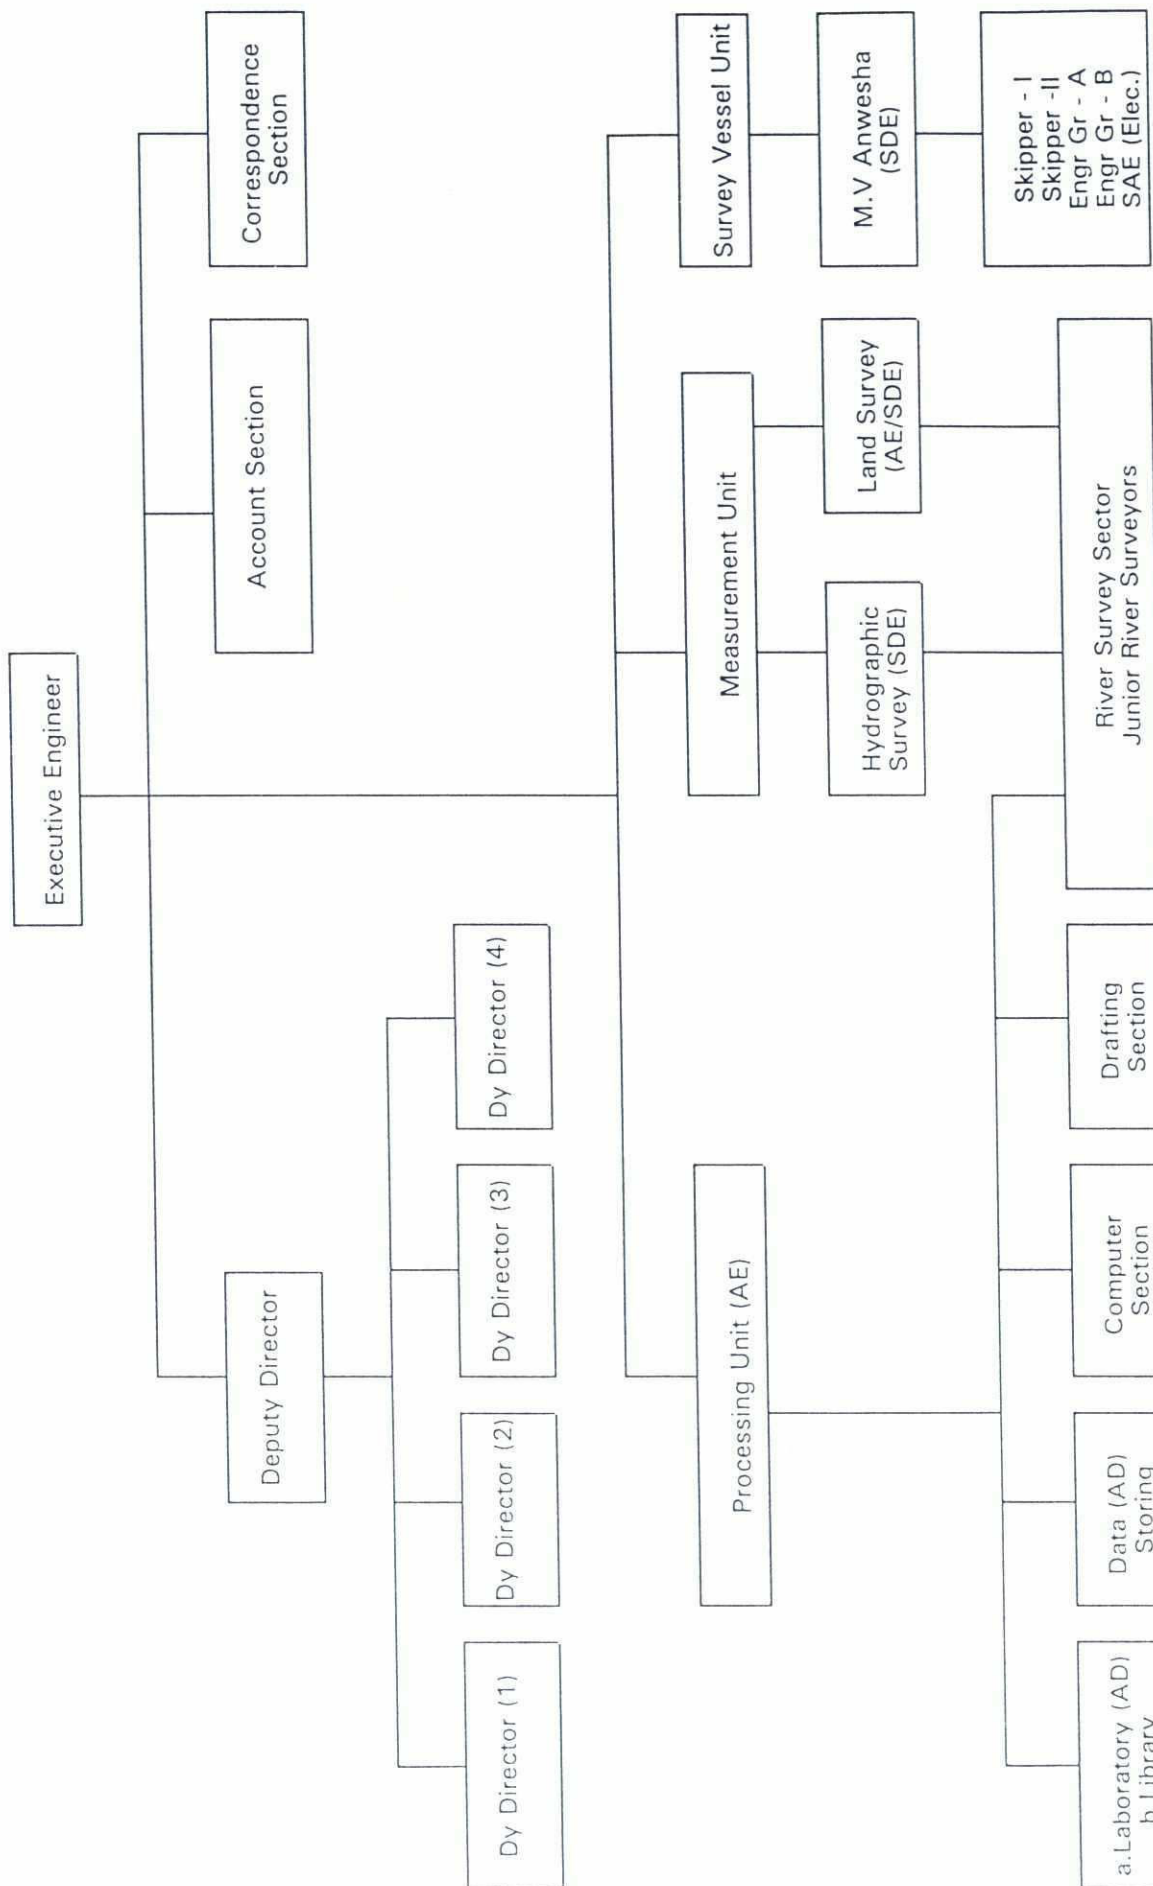 Executive Engineer
Deputy Director
Account Section
Correspondence
Section
Dy Director (1)
Dy Director (2)
Dy Director (3)
Dy Director (4)
Processing Unit (AE)
Measurement Unit
Survey Vessel Unit
Hydrographic
Survey (SDE)
Land Survey
(AE/SDE)
M.V Anwesha
(SDE)
a.Laboratory (AD)
b.Library
Data (AD)
Storing
Computer
Section
Drafting
Section
River Survey Sector
Junior River Surveyors
Skipper - I
Skipper -II
Engr Gr - A
Engr Gr - B
SAE (Elec.)